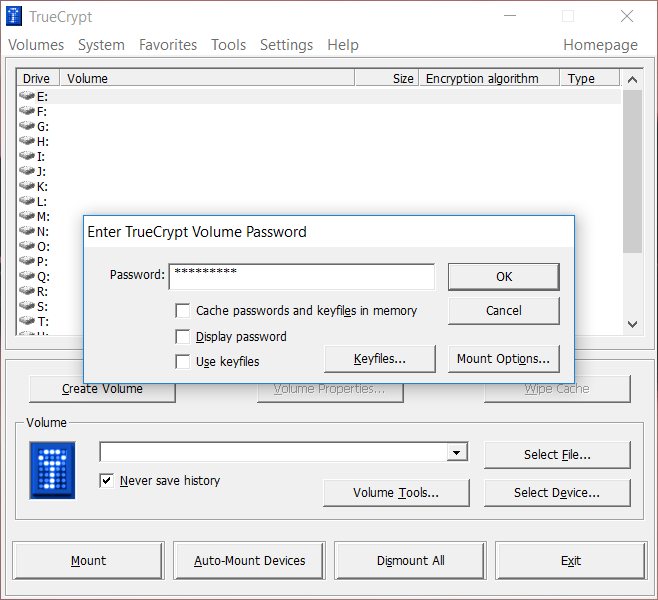 TrueCrypt
Volumes System Favorites Tools Settings Help Homepage
Drive Volume Size Encryption algorithm Type
E:
F:
G:
H:
I:
J:
K:
L:
M:
N:
O:
P:
Q:
R:
S:
T:
Enter TrueCrypt Volume Password
Password: *********
OK
Cache passwords and keyfiles in memory
Cancel
Display password
Use keyfiles
Keyfiles...
Mount Options...
Create Volume
Volume Properties...
Wipe Cache
Volume
Select File...
Never save history
Volume Tools...
Select Device...
Mount
Auto-Mount Devices
Dismount All
Exit